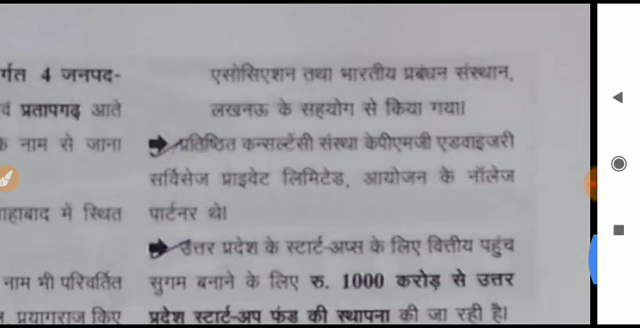 र्गत 4 जनपद-
वं प्रतापगढ़ आते
के नाम से जाना
ाहाबाद में स्थित
नाम भी परिवर्तित
प्रयागराज किए
एसोसिएशन तथा भारतीय प्रबंधन संस्थान,
लखनऊ के सहयोग से किया गया।
प्रतिष्ठित कन्सल्टेंसी संस्था केपीएमजी एडवाइजरी
सर्विसेज प्राइवेट लिमिटेड, आयोजन के नॉलेज
पार्टनर थे।
उत्तर प्रदेश के स्टार्ट-अप्स के लिए वित्तीय पहुंच
सुगम बनाने के लिए रु. 1000 करोड़ से उत्तर
प्रदेश स्टार्ट-अप फंड की स्थापना की जा रही है।